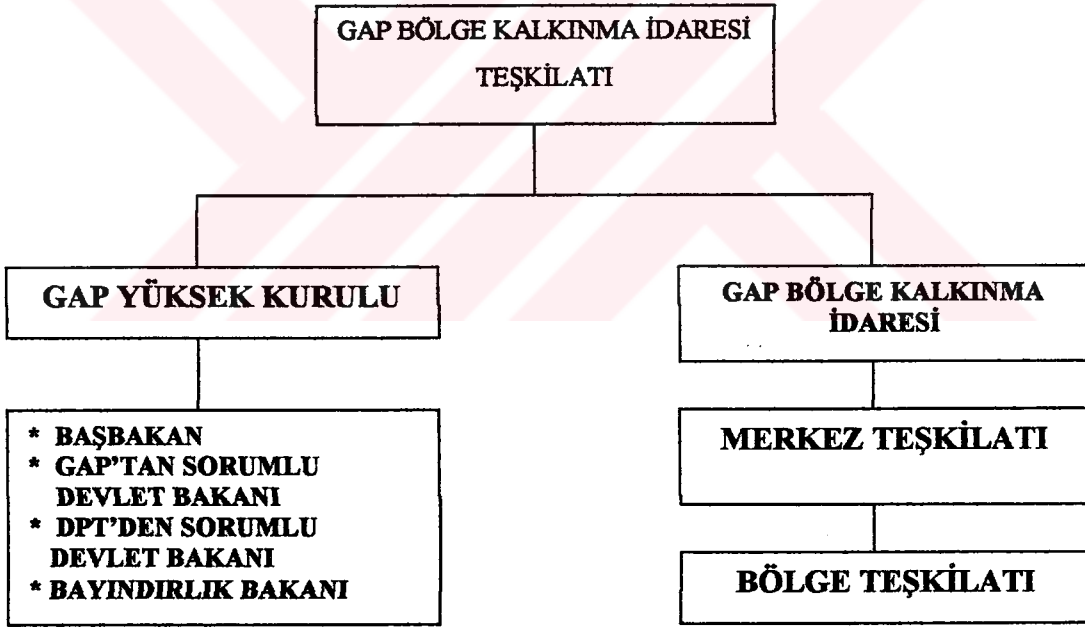 GAP BÖLGE KALKINMA İDARESİ
TEŞKİLATI
GAP YÜKSEK KURULU
* BAŞBAKAN
* GAP'TAN SORUMLU
DEVLET BAKANI
* DPT'DEN SORUMLU
DEVLET BAKANI
* BAYINDIRLIK BAKANI
GAP BÖLGE KALKINMA
İDARESİ
MERKEZ TEŞKİLATI
BÖLGE TEŞKİLATI